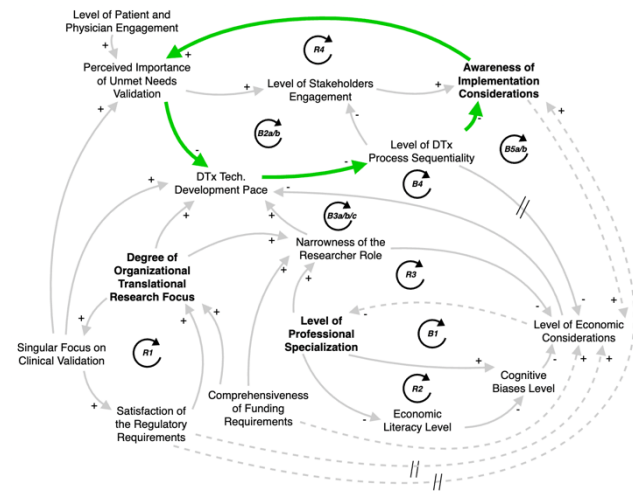 Level of Patient and
Physician Engagement
+
R4
+
Perceived Importance
of Unmet Needs
Validation
+
Level of Stakeholders
Engagement
+
Awareness of
Implementation
Considerations
+
+
-
-
B2a/b
-
Level of DTx
Process Sequentiality
B5a/b
-
DTx Tech.
Development Pace
-
-
B4
+
+
+
B3a/b/c
Narrowness of the
Researcher Role
+
+
+
R3
Degree of
Organizational
Translational
Research Focus
+
+
+
Level of
Professional
Specialization
-
B1
-
-
+
Level of Economic
Considerations
+
+
-
-
Singular Focus on
Clinical Validation
R1
+
Cognitive
Biases Level
R2
+
Satisfaction of
the Regulatory
Requirements
Comprehensiveness
of Funding
Requirements
-
Economic
Literacy Level
-